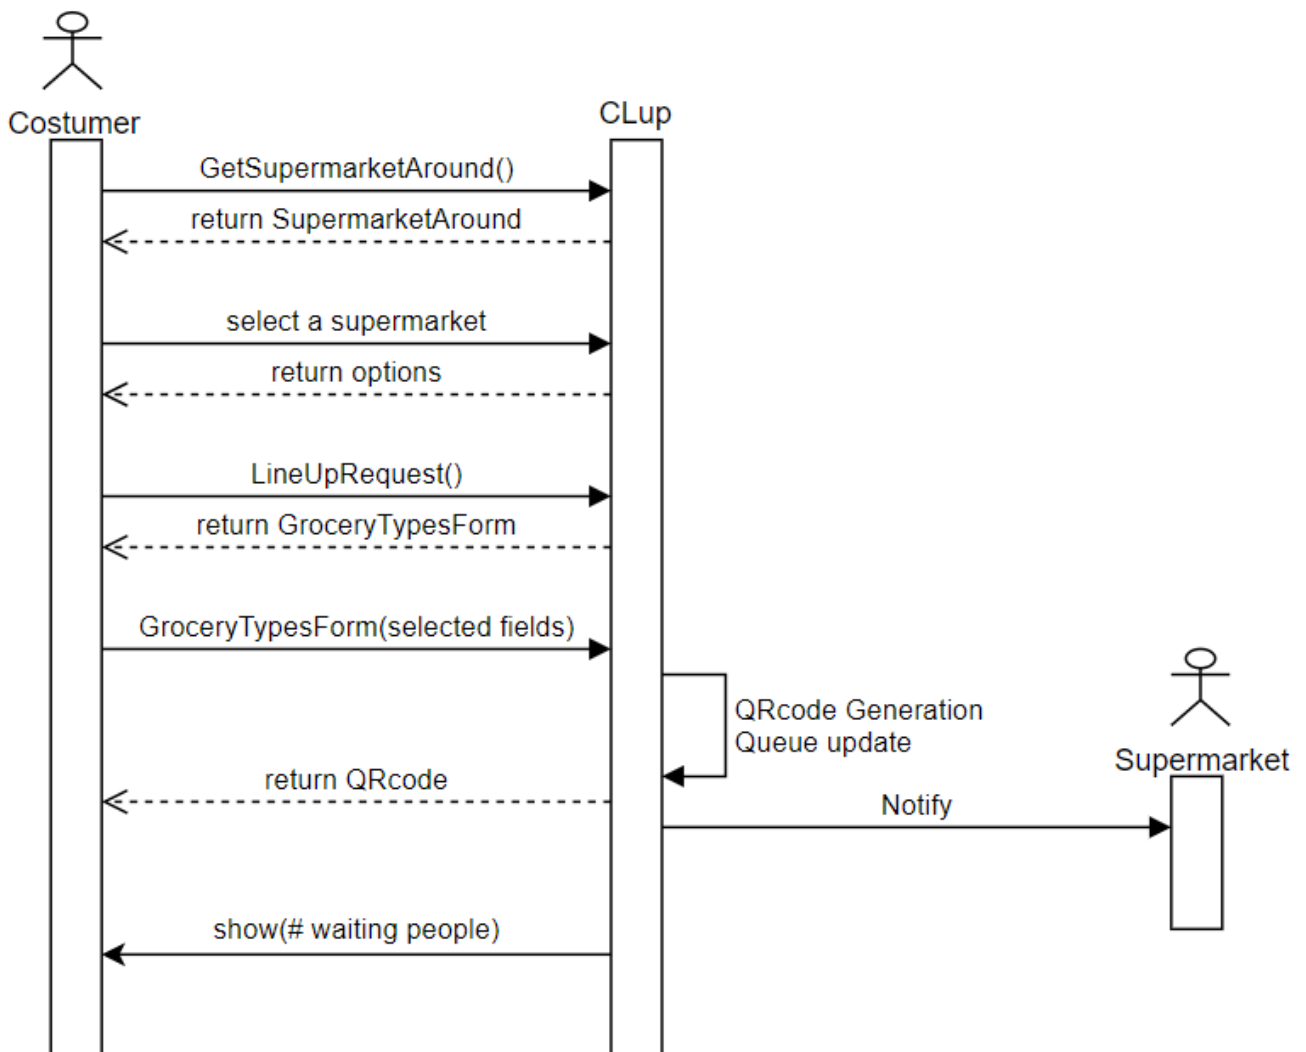 Costumer
CLup
GetSupermarketAround()
return SupermarketAround
select a supermarket
return options
LineUpRequest()
return GroceryTypesForm
GroceryTypesForm(selected fields)
QRcode Generation
Queue update
Supermarket
return QRcode
Notify
show(# waiting people)